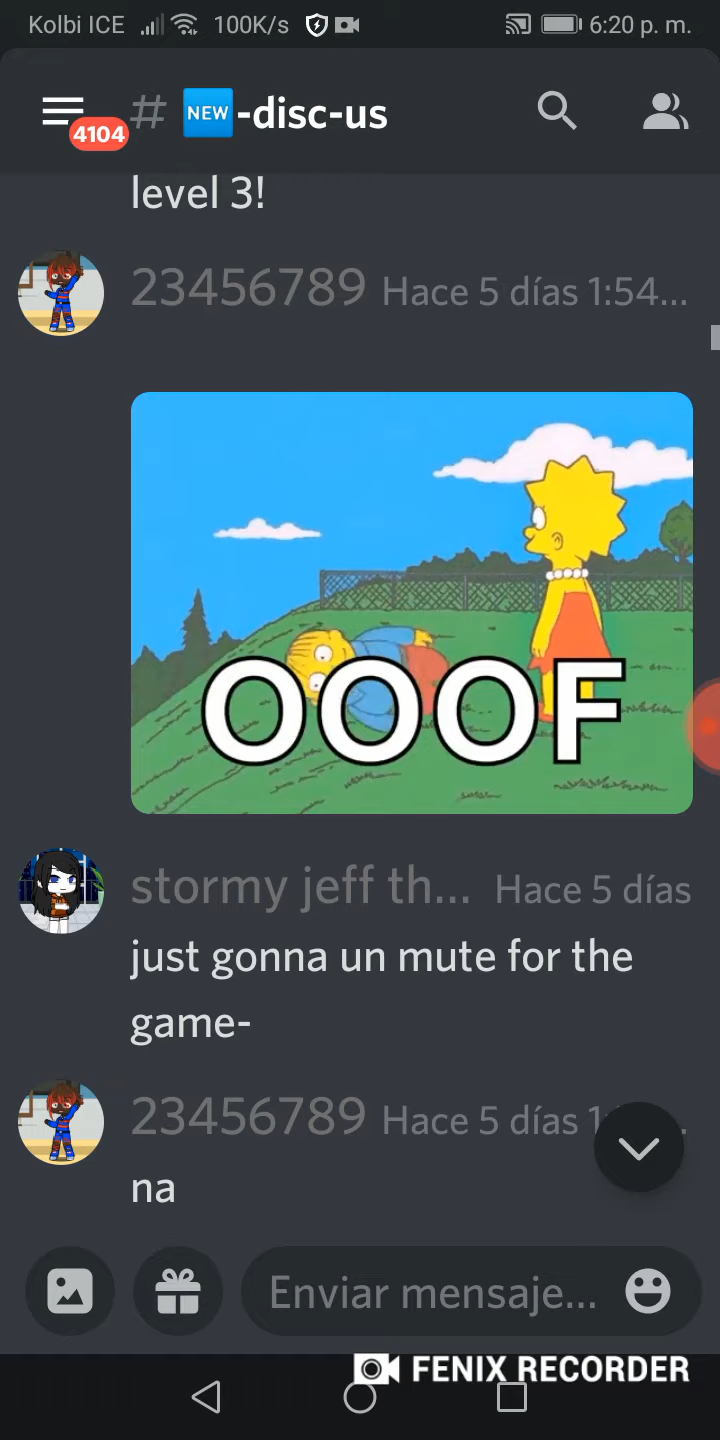 Kolbi ICE 100K/s 6:20 p. m.
4104 # NEW -disc-us
level 3!
23456789 Hace 5 días 1:54...
OOOF
stormy jeff th... Hace 5 días
just gonna un mute for the
game-
23456789 Hace 5 días
na
Enviar mensaje...
FENIX RECORDER